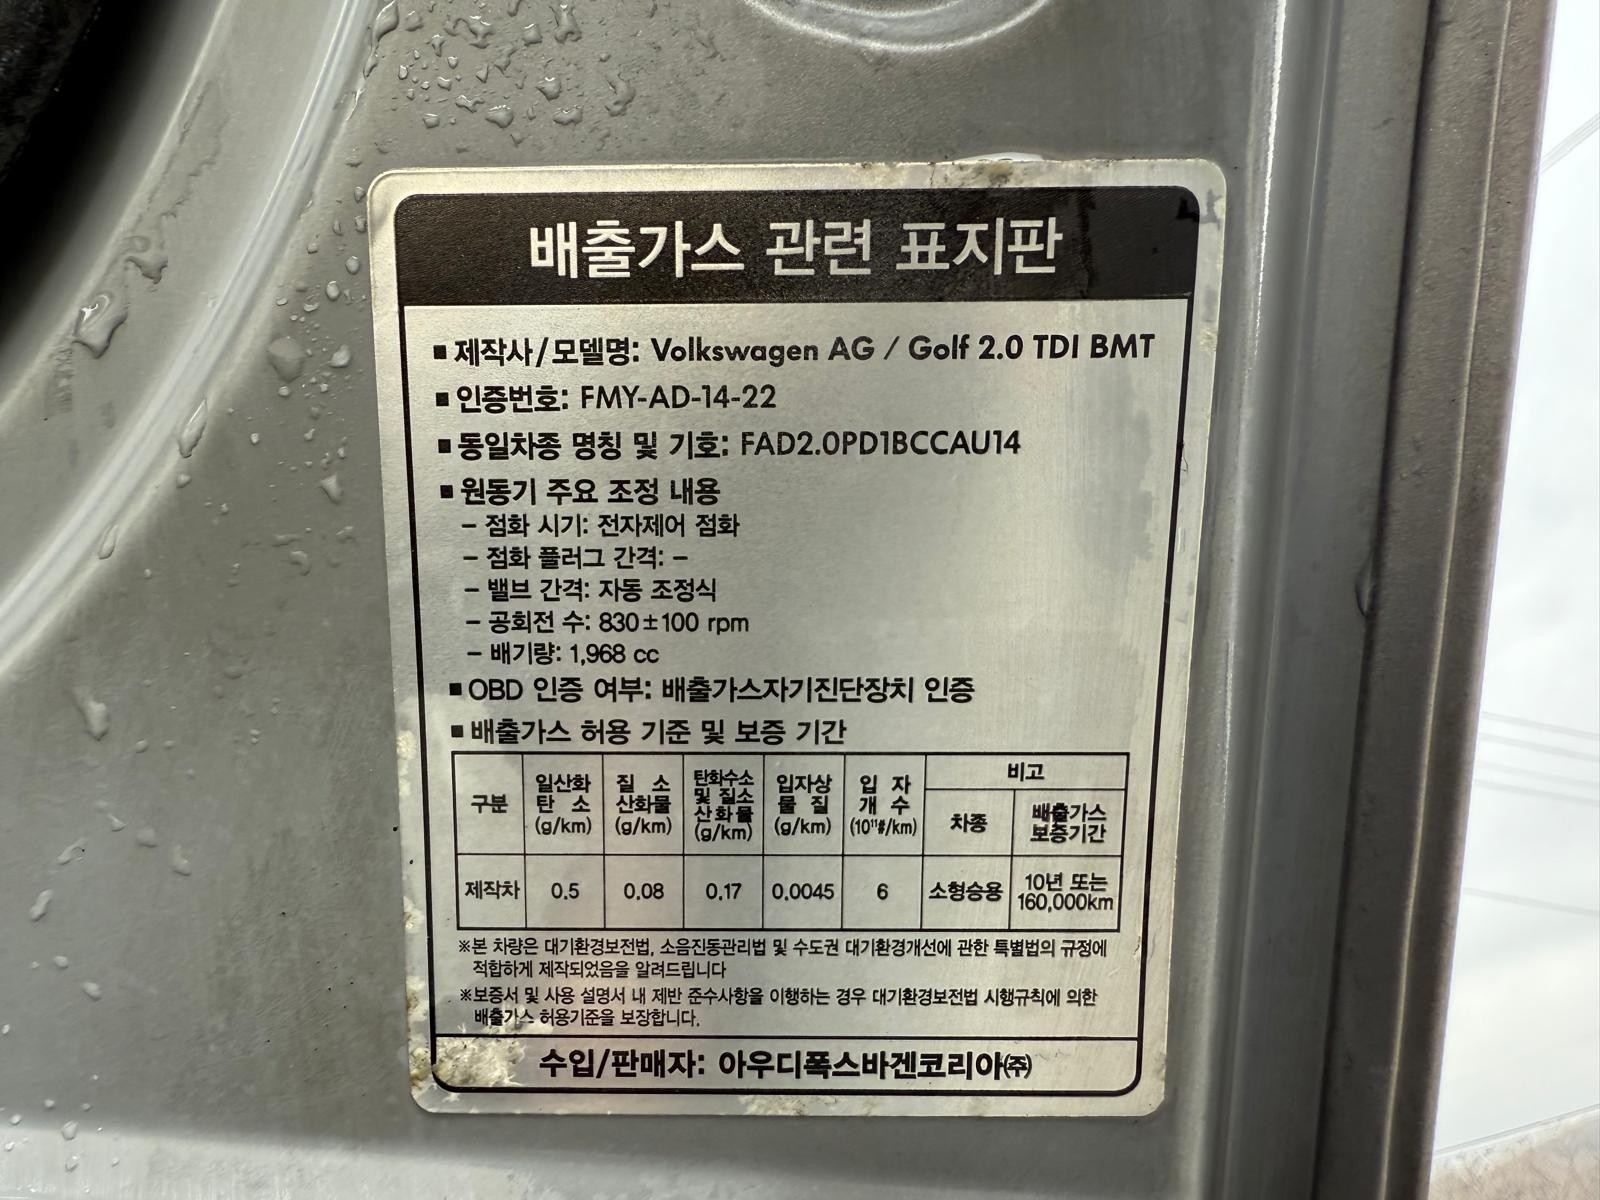 배출가스 관련 표지판
■ 제작사/모델명: Volkswagen AG / Golf 2.0 TDI BMT
■ 인증번호: FMY-AD-14-22
■ 동일차종 명칭 및 기호: FAD2.0PD1BCCAU14
■ 원동기 주요 조정 내용
– 점화 시기: 전자제어 점화
– 점화 플러그 간격: –
– 밸브 간격: 자동 조정식
– 공회전 수: 830±100 rpm
– 배기량: 1,968 cc
■ OBD 인증 여부: 배출가스자기진단장치 인증
■ 배출가스 허용 기준 및 보증 기간
구분
일산화
탄 소
(g/km)
질 소
산화물
(g/km)
탄화수소
및 질소
산화물
(g/km)
입자상
물 질
(g/km)
입 자
개 수
(10¹¹#/km)
비고
차종
배출가스
보증기간
제작차 0.5 0.08 0.17 0.0045 6 소형승용
10년 또는
160,000km
※본 차량은 대기환경보전법, 소음진동관리법 및 수도권 대기환경개선에 관한 특별법의 규정에
적합하게 제작되었음을 알려드립니다
※보증서 및 사용 설명서 내 제반 준수사항을 이행하는 경우 대기환경보전법 시행규칙에 의한
배출가스 허용기준을 보장합니다.
수입/판매자: 아우디폭스바겐코리아㈜